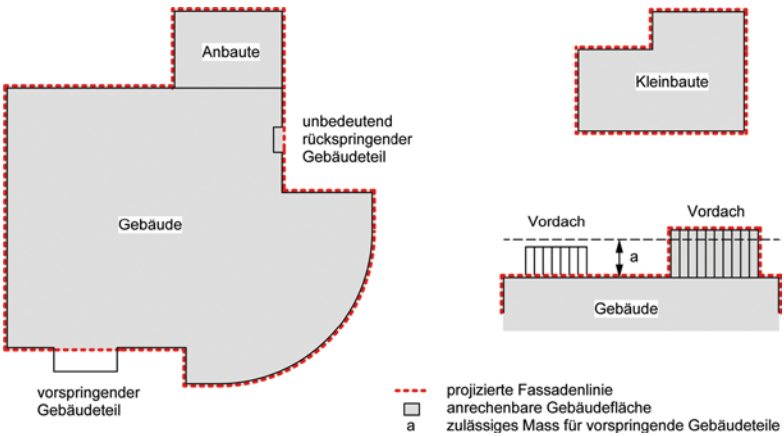 Anbaute
Kleinbaute
unbedeutend
rückspringender
Gebäudeteil
Gebäude
Vordach
Vordach
a
Gebäude
vorspringender
Gebäudeteil
projizierte Fassadenlinie
anrechenbare Gebäudefläche
a zulässiges Mass für vorspringende Gebäudeteile